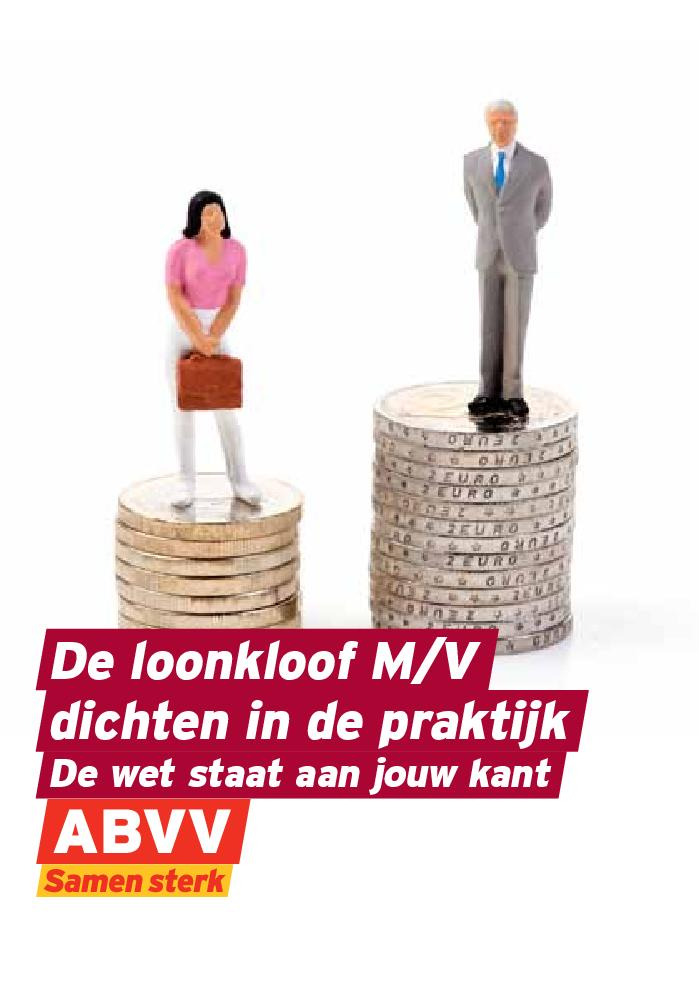 De loonkloof M/V
dichten in de praktijk
De wet staat aan jouw kant
ABVV
Samen sterk